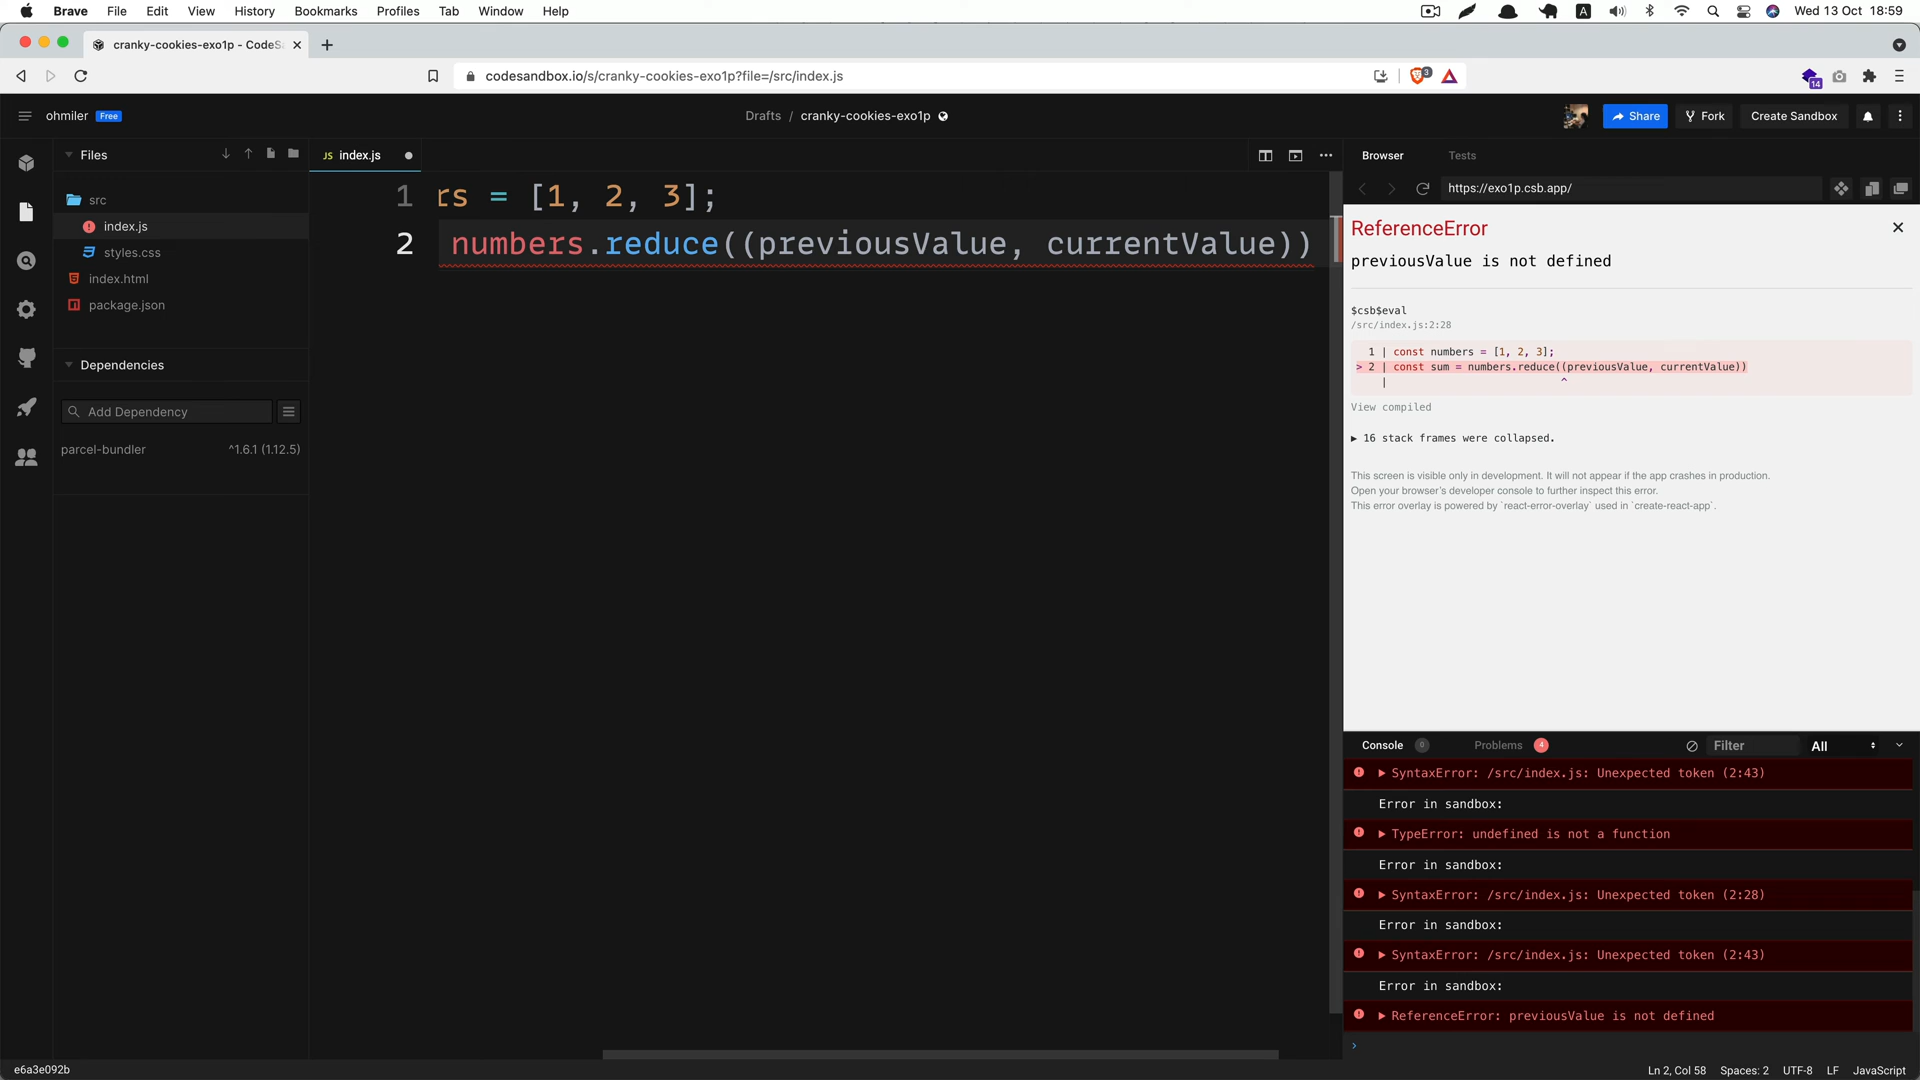 Brave File Edit View History Bookmarks Profiles Tab Window Help
A Wed 13 Oct 18:59
cranky-cookies-exo1p - CodeSa
codesandbox.io/s/cranky-cookies-exo1p?file=/src/index.js
3
14
ohmiler Free
Drafts / cranky-cookies-exo1p
Share Fork Create Sandbox
Files
src
index.js
styles.css
index.html
package.json
Dependencies
Add Dependency
parcel-bundler ^1.6.1 (1.12.5)
JS index.js
1 rs = [1, 2, 3];
2 numbers.reduce((previousValue, currentValue))
Browser Tests
https://exo1p.csb.app/
ReferenceError
previousValue is not defined
$csb$eval
/src/index.js:2:28
1 | const numbers = [1, 2, 3];
> 2 | const sum = numbers.reduce((previousValue, currentValue))
| ^
View compiled
▶ 16 stack frames were collapsed.
This screen is visible only in development. It will not appear if the app crashes in production.
Open your browser's developer console to further inspect this error.
This error overlay is powered by `react-error-overlay` used in `create-react-app`.
Console 0 Problems 4 Filter All
▶ SyntaxError: /src/index.js: Unexpected token (2:43)
Error in sandbox:
▶ TypeError: undefined is not a function
Error in sandbox:
▶ SyntaxError: /src/index.js: Unexpected token (2:28)
Error in sandbox:
▶ SyntaxError: /src/index.js: Unexpected token (2:43)
Error in sandbox:
▶ ReferenceError: previousValue is not defined
›
e6a3e092b
Ln 2, Col 58 Spaces: 2 UTF-8 LF JavaScript